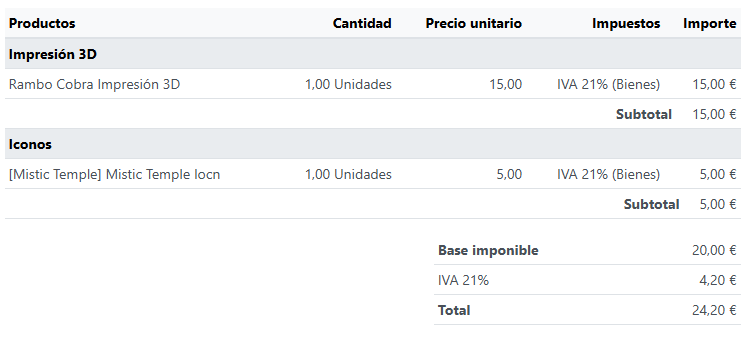 Productos Cantidad Precio unitario Impuestos Importe
Impresión 3D
Rambo Cobra Impresión 3D 1,00 Unidades 15,00 IVA 21% (Bienes) 15,00 €
Subtotal 15,00 €
Iconos
[Mistic Temple] Mistic Temple Iocn 1,00 Unidades 5,00 IVA 21% (Bienes) 5,00 €
Subtotal 5,00 €
Base imponible 20,00 €
IVA 21% 4,20 €
Total 24,20 €